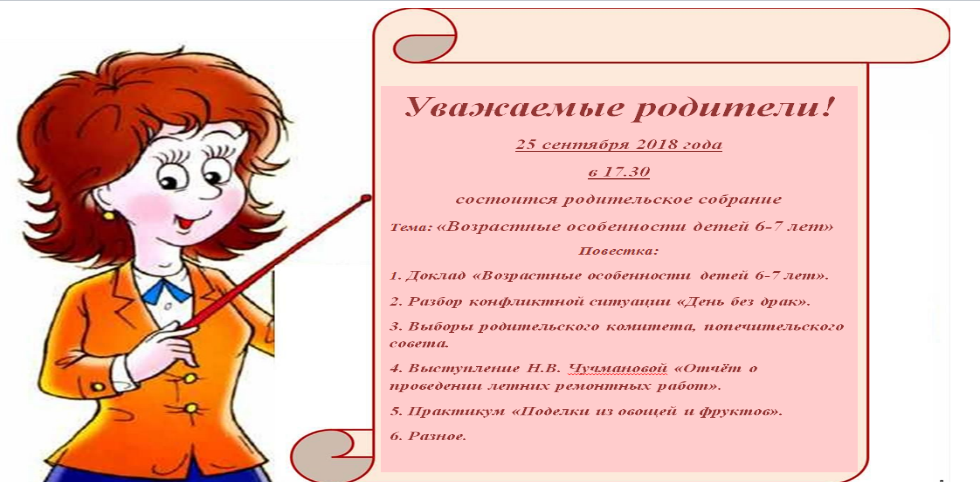 Уважаемые родители!
25 сентября 2018 года
в 17.30
состоится родительское собрание
Тема: «Возрастные особенности детей 6-7 лет»
Повестка:
1. Доклад «Возрастные особенности детей 6-7 лет».
2. Разбор конфликтной ситуации «День без драк».
3. Выборы родительского комитета, попечительского
совета.
4. Выступление Н.В. Чучмановой «Отчёт о
проведении летних ремонтных работ».
5. Практикум «Поделки из овощей и фруктов».
6. Разное.